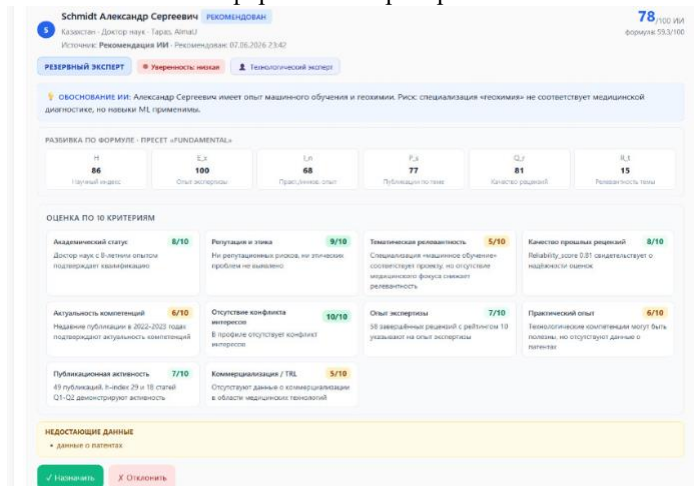 Schmidt Александр Сергеевич РЕКОМЕНДОВАН
78/100 ИИ
S
Казахстан · Доктор наук · Тараз, AlmaU
формула: 59.3/100
Источник: Рекомендация ИИ · Рекомендован: 07.06.2026 23:42
РЕЗЕРВНЫЙ ЭКСПЕРТ
Уверенность: низкая
Технологический эксперт
ОБОСНОВАНИЕ ИИ: Александр Сергеевич имеет опыт машинного обучения и геохимии. Риск: специализация «геохимия» не соответствует медицинской
диагностике, но навыки ML применимы.
РАЗБИВКА ПО ФОРМУЛЕ · ПРЕСЕТ «FUNDAMENTAL»
H
86
Научный индекс
E_x
100
Опыт экспертизы
68
P_a
77
Публикации по теме
81
Качество рецензий
R_t
15
Релевантность темы
ОЦЕНКА ПО 10 КРИТЕРИЯМ
Академический статус 8/10
Доктор наук с 8-летним опытом
подтверждает квалификацию
Репутация и этика 9/10
Ни репутационных рисков, ни этических
проблем не выявлено
Тематическая релевантность 5/10
Специализация «машинное обучение»
соответствует проекту, но отсутствие
медицинского фокуса снижает
релевантность
Качество прошлых рецензий 8/10
Reliability_score 0.81 свидетельствует о
надёжности оценок
Актуальность компетенций 6/10
Недавние публикации в 2022-2023 годах
подтверждают актуальность компетенций
Отсутствие конфликта
интересов 10/10
В профиле отсутствует конфликт
интересов
Опыт экспертизы 7/10
58 завершённых рецензий с рейтингом 10
указывают на опыт экспертизы
Практический опыт 6/10
Технологические компетенции могут быть
полезны, но отсутствуют данные о
патентах
Публикационная активность 7/10
49 публикаций, h-index 29 и 18 статей
Q1-Q2 демонстрируют активность
Коммерциализация / TRL 5/10
Отсутствуют данные о коммерциализации
в области медицинских технологий
НЕДОСТАЮЩИЕ ДАННЫЕ
• данные о патентах
✓ Назначить
✗ Отклонить